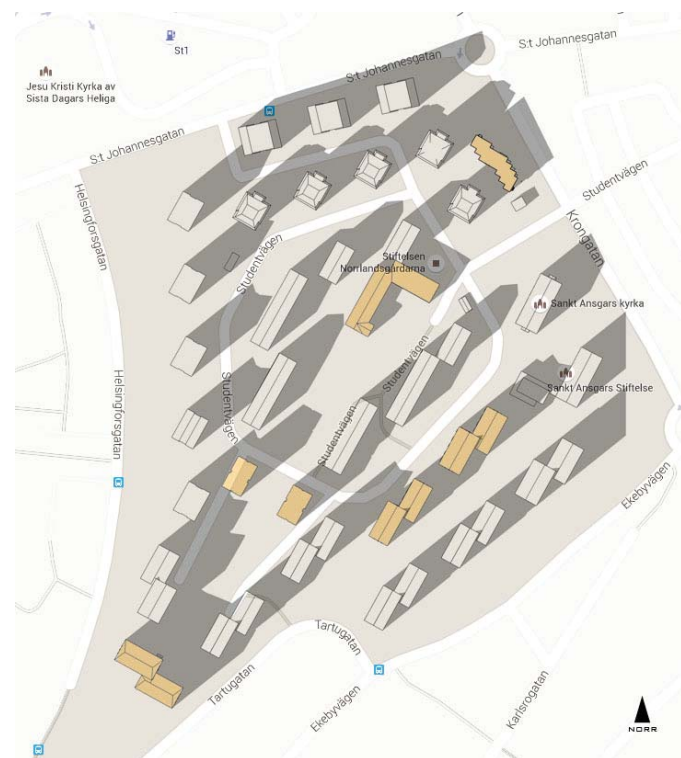 St1
S:t Johannesgatan
S:t Johannesgatan
Jesu Kristi Kyrka av
Sista Dagars Heliga
S:t Johannesgatan
Studentvägen
Helsingforsgatan
Krongatan
Stiftelsen
Norrlandsgårdarna
Studentvägen
Sankt Ansgars kyrka
Studentvägen
Sankt Ansgars Stiftelse
Helsingforsgatan
Studentvägen
Studentvägen
Ekebyvägen
Tartugatan
Tartugatan
Ekebyvägen
Karlsrogatan
NORR